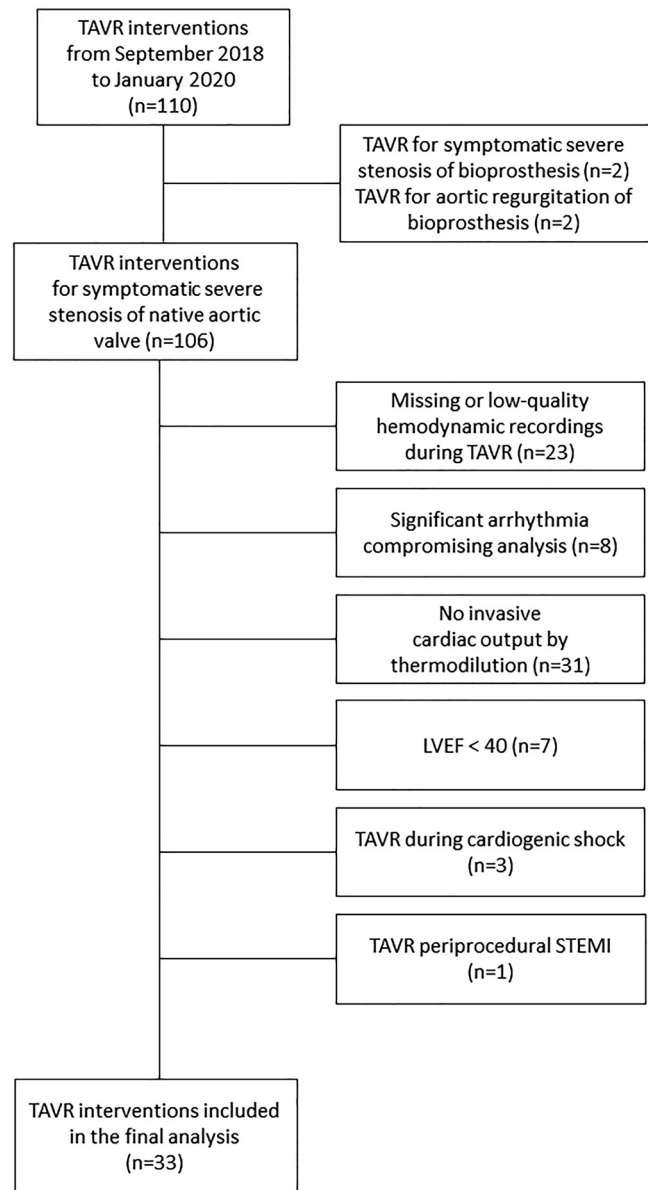 TAVR interventions
from September 2018
to January 2020
(n=110)
TAVR for symptomatic severe
stenosis of bioprosthesis (n=2)
TAVR for aortic regurgitation of
bioprosthesis (n=2)
TAVR interventions
for symptomatic severe
stenosis of native aortic
valve (n=106)
Missing or low-quality
hemodynamic recordings
during TAVR (n=23)
Significant arrhythmia
compromising analysis (n=8)
No invasive
cardiac output by
thermodilution (n=31)
LVEF < 40 (n=7)
TAVR during cardiogenic shock
(n=3)
TAVR periprocedural STEMI
(n=1)
TAVR interventions included
in the final analysis
(n=33)